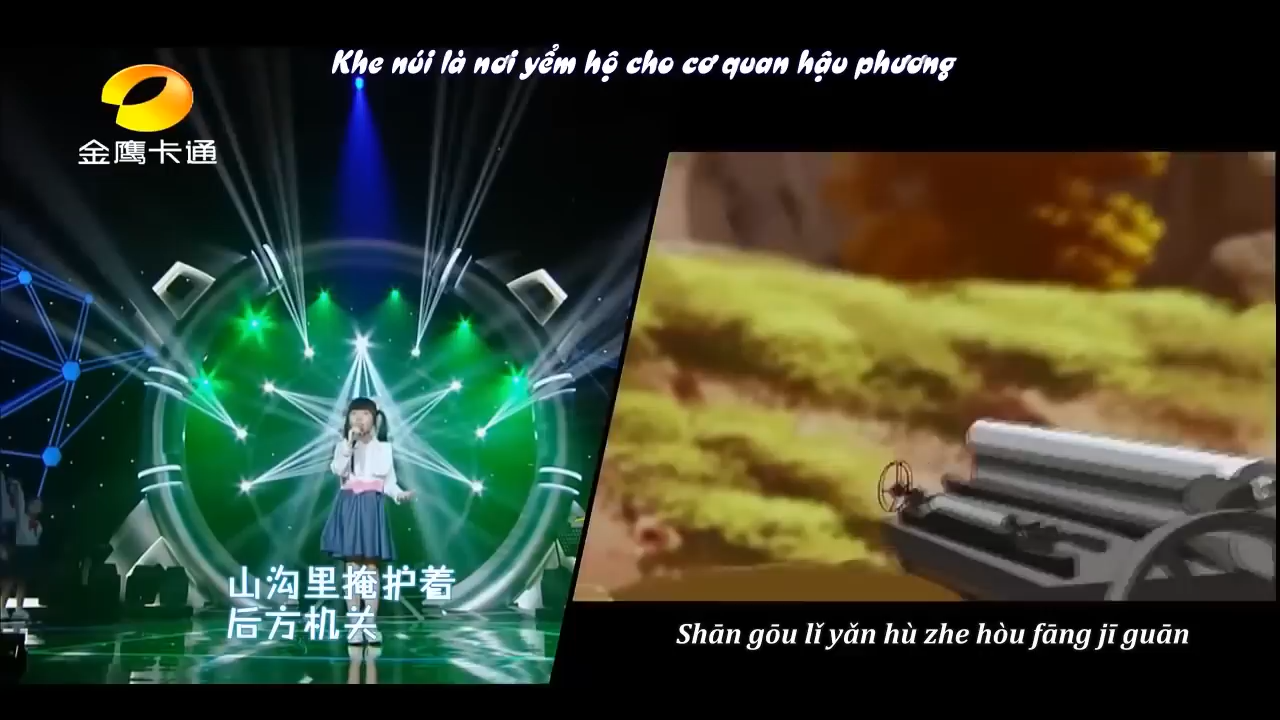 Khe núi là nơi yểm hộ cho cơ quan hậu phương
金鹰卡通
山沟里掩护着
后方机关
Shān gōu lǐ yǎn hù zhe hòu fāng jī guān